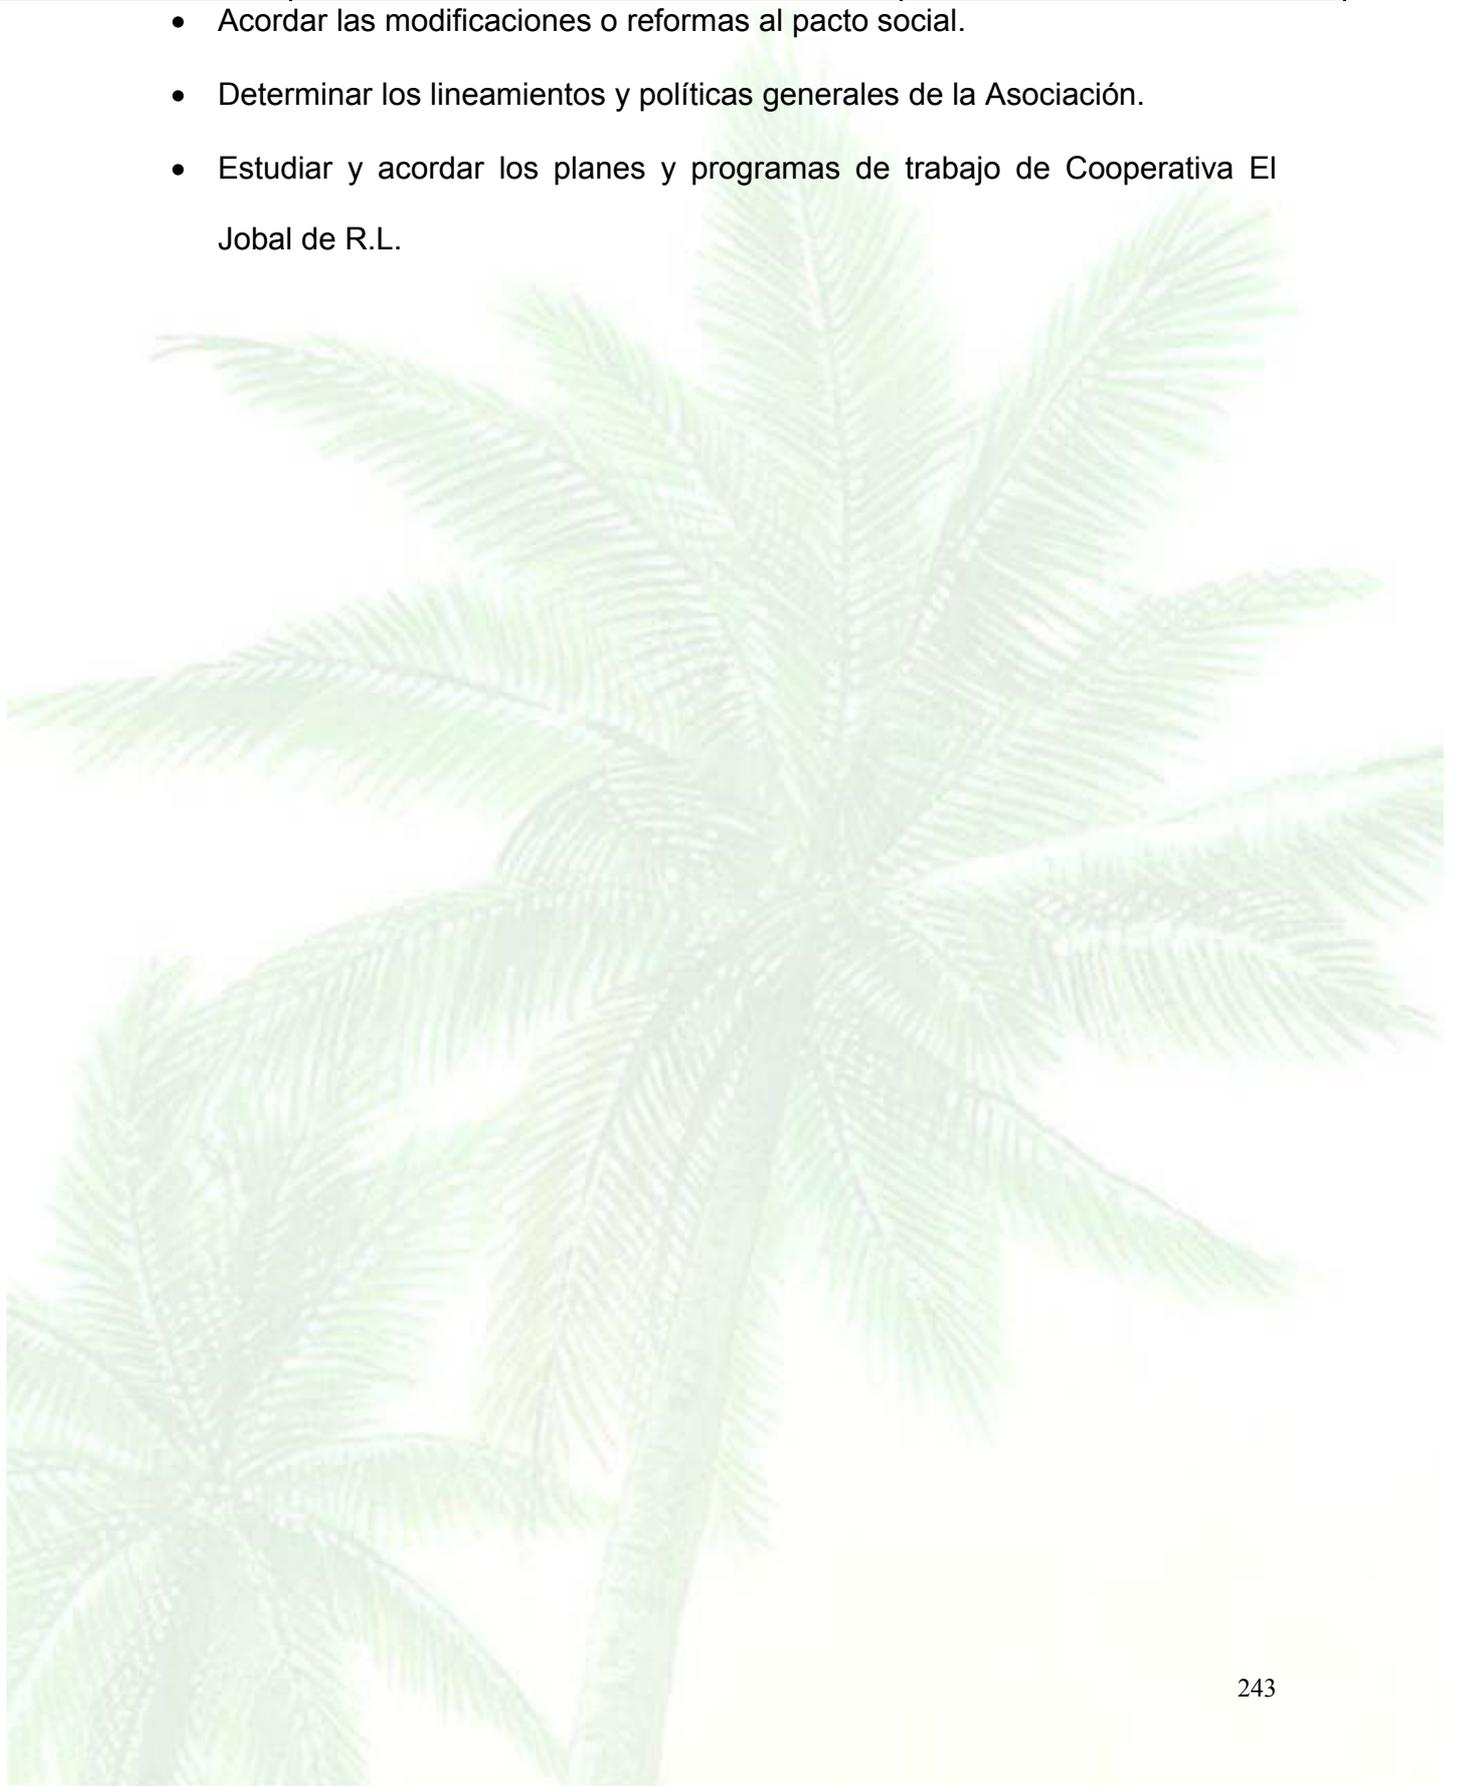 • Acordar las modificaciones o reformas al pacto social.
• Determinar los lineamientos y políticas generales de la Asociación.
• Estudiar y acordar los planes y programas de trabajo de Cooperativa El
Jobal de R.L.
243